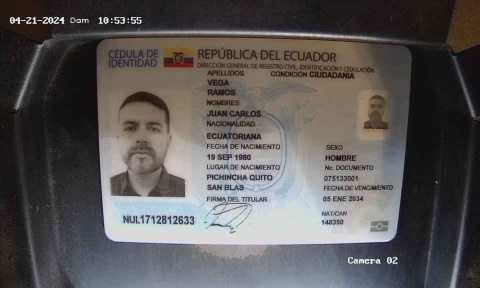 04-21-2024 Dom 10:53:55
CÉDULA DE IDENTIDAD
REPÚBLICA DEL ECUADOR
DIRECCIÓN GENERAL DE REGISTRO CIVIL, IDENTIFICACIÓN Y CEDULACIÓN
APELLIDOS
CONDICIÓN CIUDADANIA
VEGA
RAMOS
NOMBRES
JUAN CARLOS
NACIONALIDAD
ECUATORIANA
FECHA DE NACIMIENTO
SEXO
19 SEP 1980
HOMBRE
LUGAR DE NACIMIENTO
No. DOCUMENTO
PICHINCHA QUITO
075133001
SAN BLAS
FECHA DE VENCIMIENTO
FIRMA DEL TITULAR
05 ENE 2034
NAT/CAN
NUI.1712812633
148350
Camera 02